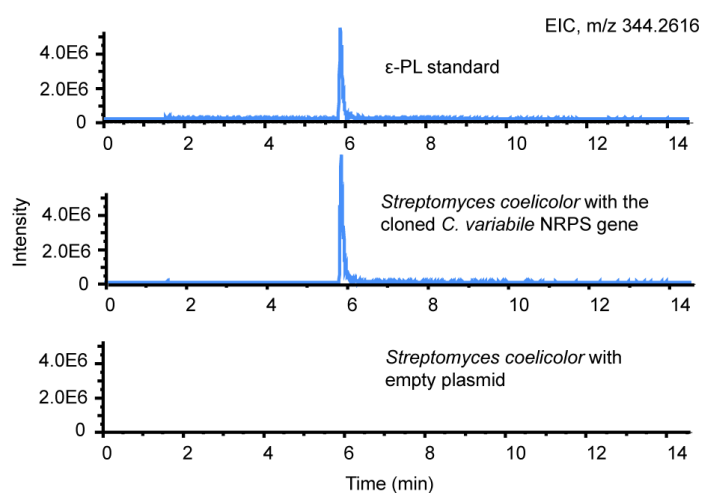 EIC, m/z 344.2616
4.0E6
2.0E6
0
ε-PL standard
0 2 4 6 8 10 12 14
Intensity
4.0E6
2.0E6
0
Streptomyces coelicolor with the
cloned C. variabile NRPS gene
0 2 4 6 8 10 12 14
4.0E6
2.0E6
0
Streptomyces coelicolor with
empty plasmid
0 2 4 6 8 10 12 14
Time (min)